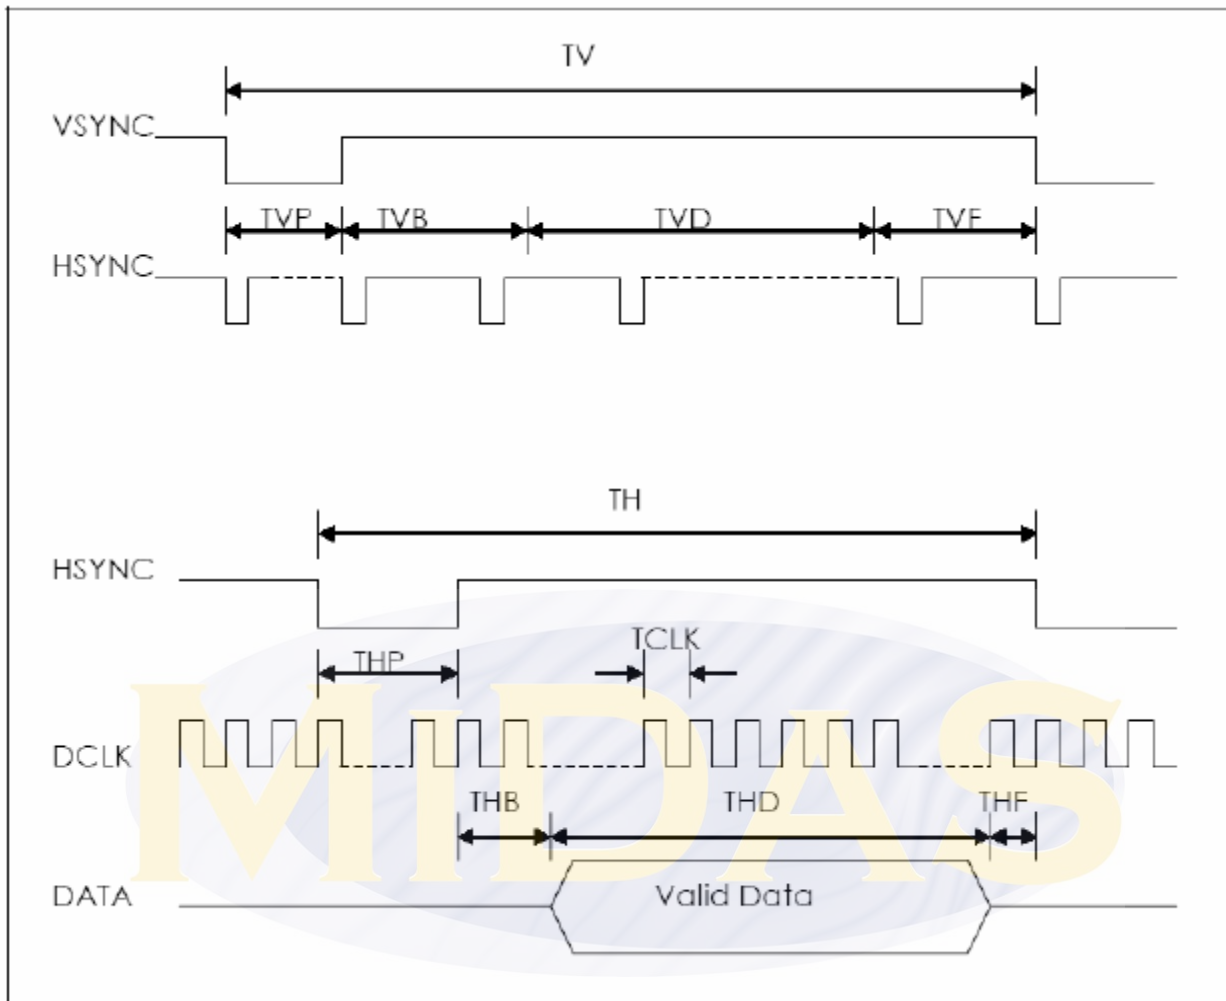 TV
VSYNC
TVP TVB TVD TVF
HSYNC
TH
HSYNC
TCLK
THP
DCLK
THB THD THF
DATA Valid Data
MIDAS